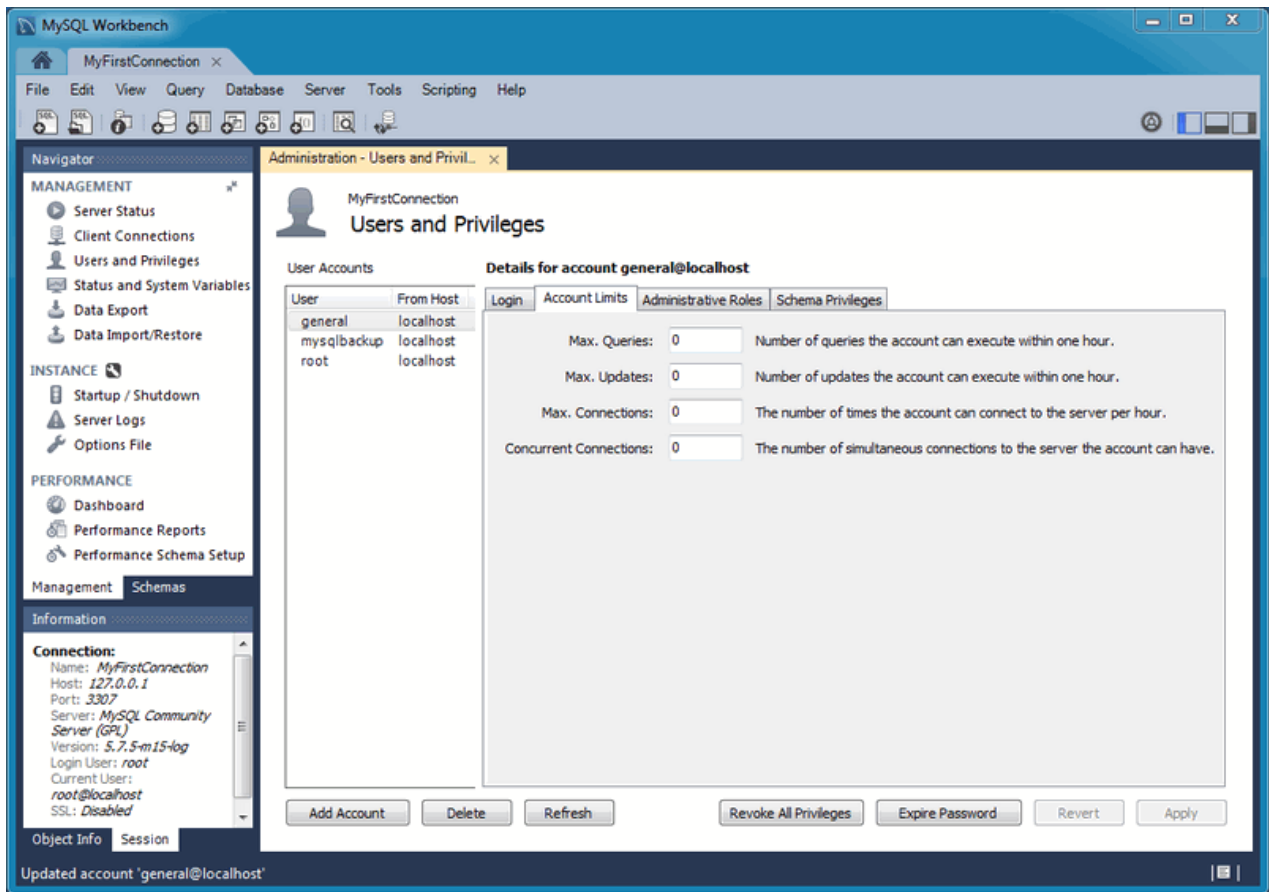 MySQL Workbench
MyFirstConnection
File Edit View Query Database Server Tools Scripting Help
Navigator
MANAGEMENT
Server Status
Client Connections
Users and Privileges
Status and System Variables
Data Export
Data Import/Restore
INSTANCE
Startup / Shutdown
Server Logs
Options File
PERFORMANCE
Dashboard
Performance Reports
Performance Schema Setup
Management Schemas
Information
Connection:
Name: MyFirstConnection
Host: 127.0.0.1
Port: 3307
Server: MySQL Community
Server (GPL)
Version: 5.7.5-m15-log
Login User: root
Current User:
root@localhost
SSL: Disabled
Object Info Session
Administration - Users and Privil...
MyFirstConnection
Users and Privileges
User Accounts
User From Host
general localhost
mysqlbackup localhost
root localhost
Details for account general@localhost
Login Account Limits Administrative Roles Schema Privileges
Max. Queries: 0 Number of queries the account can execute within one hour.
Max. Updates: 0 Number of updates the account can execute within one hour.
Max. Connections: 0 The number of times the account can connect to the server per hour.
Concurrent Connections: 0 The number of simultaneous connections to the server the account can have.
Add Account Delete Refresh Revoke All Privileges Expire Password Revert Apply
Updated account 'general@localhost'